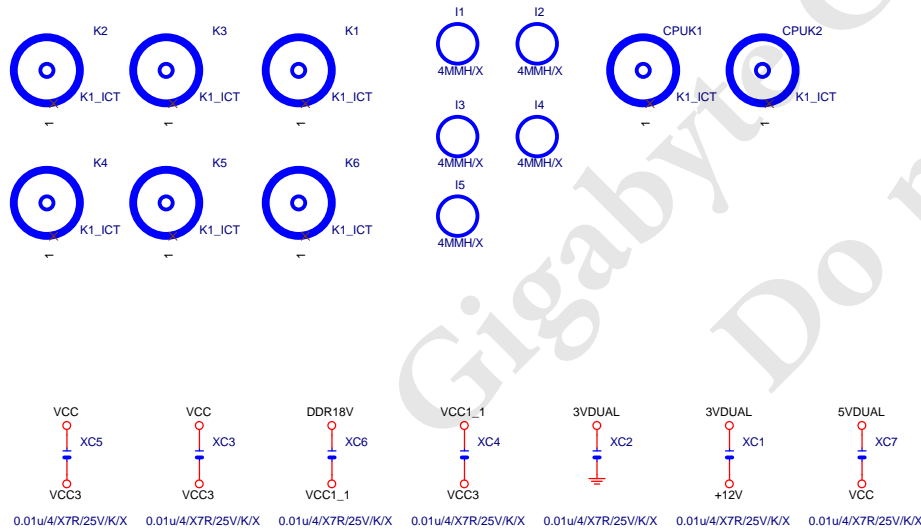 K2 K3 K1 I1 I2 CPUK1 CPUK2
4MMH/X 4MMH/X
K1_ICT K1_ICT K1_ICT K1_ICT K1_ICT
1 1 1 1 1
I3 I4
4MMH/X 4MMH/X
K4 K5 K6
I5
K1_ICT K1_ICT K1_ICT
4MMH/X
1 1 1
VCC VCC DDR18V VCC1_1 3VDUAL 3VDUAL 5VDUAL
XC5 XC3 XC6 XC4 XC2 XC1 XC7
VCC3 VCC3 VCC1_1 VCC3 +12V VCC
0.01u/4/X7R/25V/K/X 0.01u/4/X7R/25V/K/X 0.01u/4/X7R/25V/K/X 0.01u/4/X7R/25V/K/X 0.01u/4/X7R/25V/K/X 0.01u/4/X7R/25V/K/X 0.01u/4/X7R/25V/K/X
Gigabyte
Do